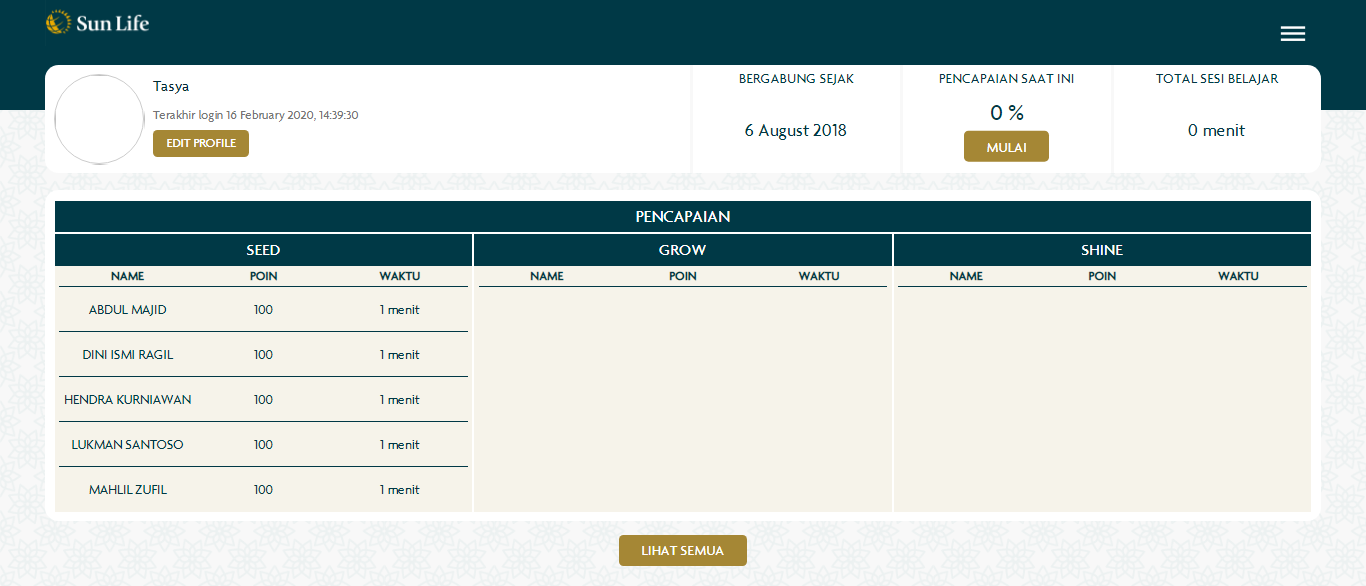 Sun Life
Tasya
Terakhir login 16 February 2020, 14:39:30
EDIT PROFILE
BERGABUNG SEJAK
6 August 2018
PENCAPAIAN SAAT INI
0 %
MULAI
TOTAL SESI BELAJAR
0 menit
PENCAPAIAN
SEED GROW SHINE
NAME POIN WAKTU NAME POIN WAKTU NAME POIN WAKTU
ABDUL MAJID 100 1 menit
DINI ISMI RAGIL 100 1 menit
HENDRA KURNIAWAN 100 1 menit
LUKMAN SANTOSO 100 1 menit
MAHLIL ZUFIL 100 1 menit
LIHAT SEMUA